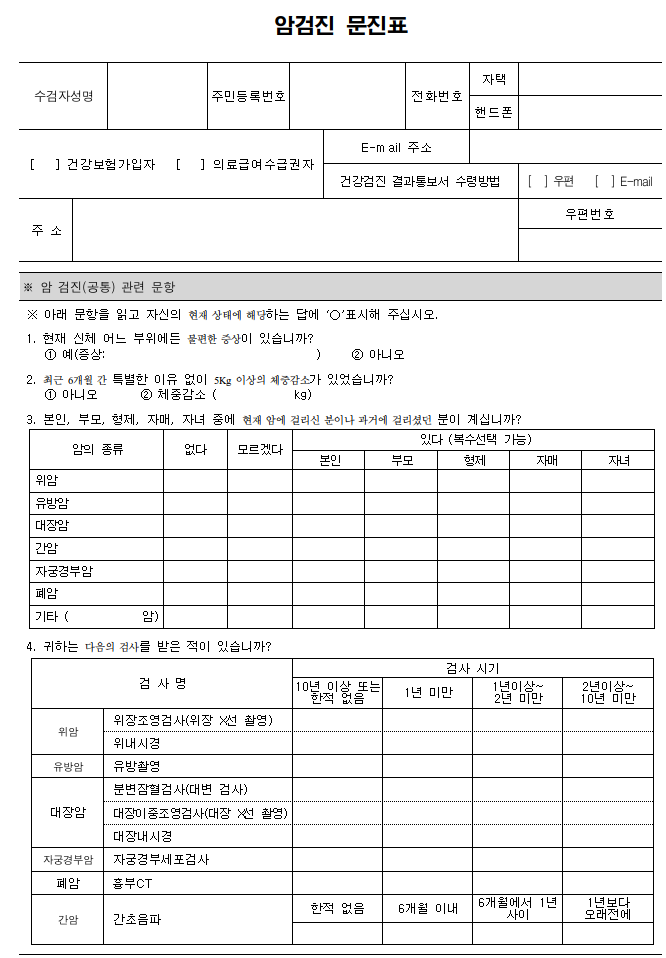 암검진 문진표
수검자성명 주민등록번호 전화번호 자택
핸드폰
[ ] 건강보험가입자 [ ] 의료급여수급권자 E-mail 주소
건강검진 결과통보서 수령방법 [ ] 우편 [ ] E-mail
주 소 우편번호
※ 암 검진(공통) 관련 문항
※ 아래 문항을 읽고 자신의 현재 상태에 해당하는 답에 ‘○’표시해 주십시오.
1. 현재 신체 어느 부위에든 불편한 증상이 있습니까?
① 예(증상: ) ② 아니오
2. 최근 6개월 간 특별한 이유 없이 5Kg 이상의 체중감소가 있었습니까?
① 아니오 ② 체중감소 ( kg)
3. 본인, 부모, 형제, 자매, 자녀 중에 현재 암에 걸리신 분이나 과거에 걸리셨던 분이 계십니까?
암의 종류 없다 모르겠다 있다 (복수선택 가능)
본인 부모 형제 자매 자녀
위암
유방암
대장암
간암
자궁경부암
폐암
기타 ( 암)
4. 귀하는 다음의 검사를 받은 적이 있습니까?
검 사 명 검사 시기
10년 이상 또는 한적 없음 1년 미만 1년이상~ 2년 미만 2년이상~ 10년 미만
위암 위장조영검사(위장 X선 촬영)
위내시경
유방암 유방촬영
대장암 분변잠혈검사(대변 검사)
대장이중조영검사(대장 X선 촬영)
대장내시경
자궁경부암 자궁경부세포검사
폐암 흉부CT
간암 간초음파 한적 없음 6개월 이내 6개월에서 1년 사이 1년보다 오래전에